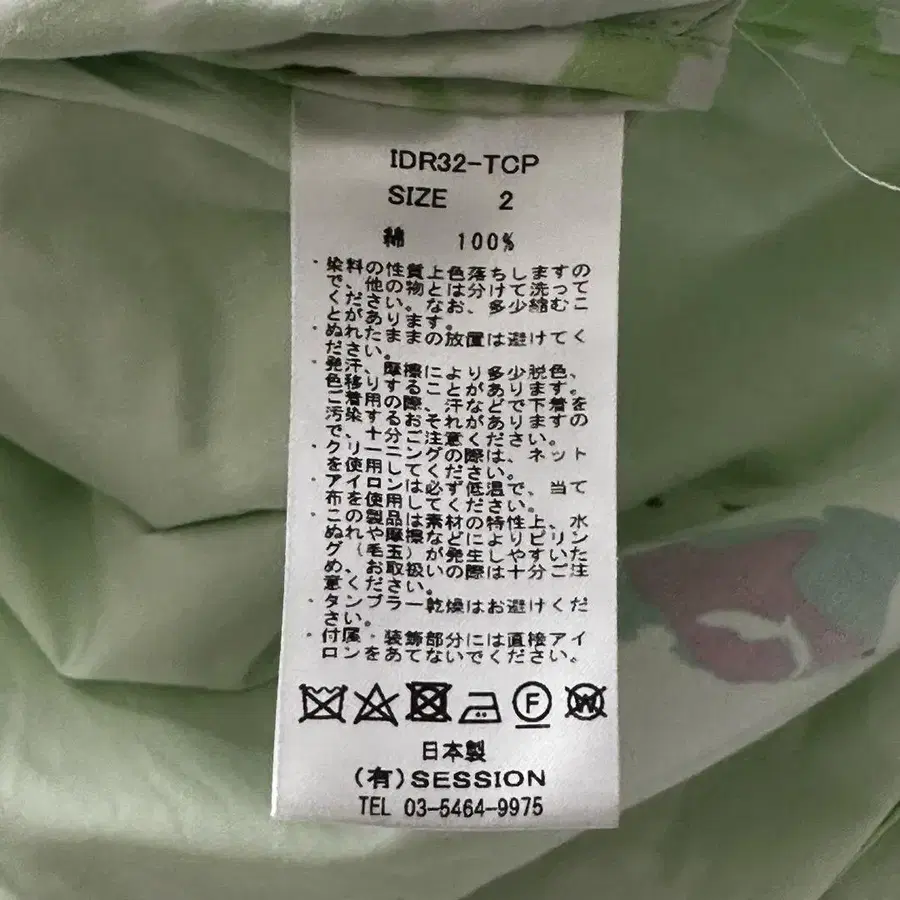 IDR32-TCP
SIZE 2
綿 100%
・染料の性質上色落ちしますの
で、他の物とは分けて洗って
ください。なお、多少縮むこ
とがあります。
・ぬれたままの放置は避けてく
ださい。
・発汗、摩擦により多少脱色、
色移りすることがあります。
ご着用の際、汗などで下着を
汚染するおそれがありますの
で、十分ご注意ください。
・クリーニングの際は、ネット
を使用してください。
・アイロンは必ず低温で、当て
布を使用してください。
・この製品は素材の特性上、水
ぬれや摩擦などによりピリン
グ(毛玉)が発生しやすいた
め、お取扱いの際は十分ご注
意ください。
・タンブラー乾燥はお避けくだ
さい。
・付属・装飾部分には直接アイ
ロンをあてないでください。
F W
日本製
(有)SESSION
TEL 03-5464-9975